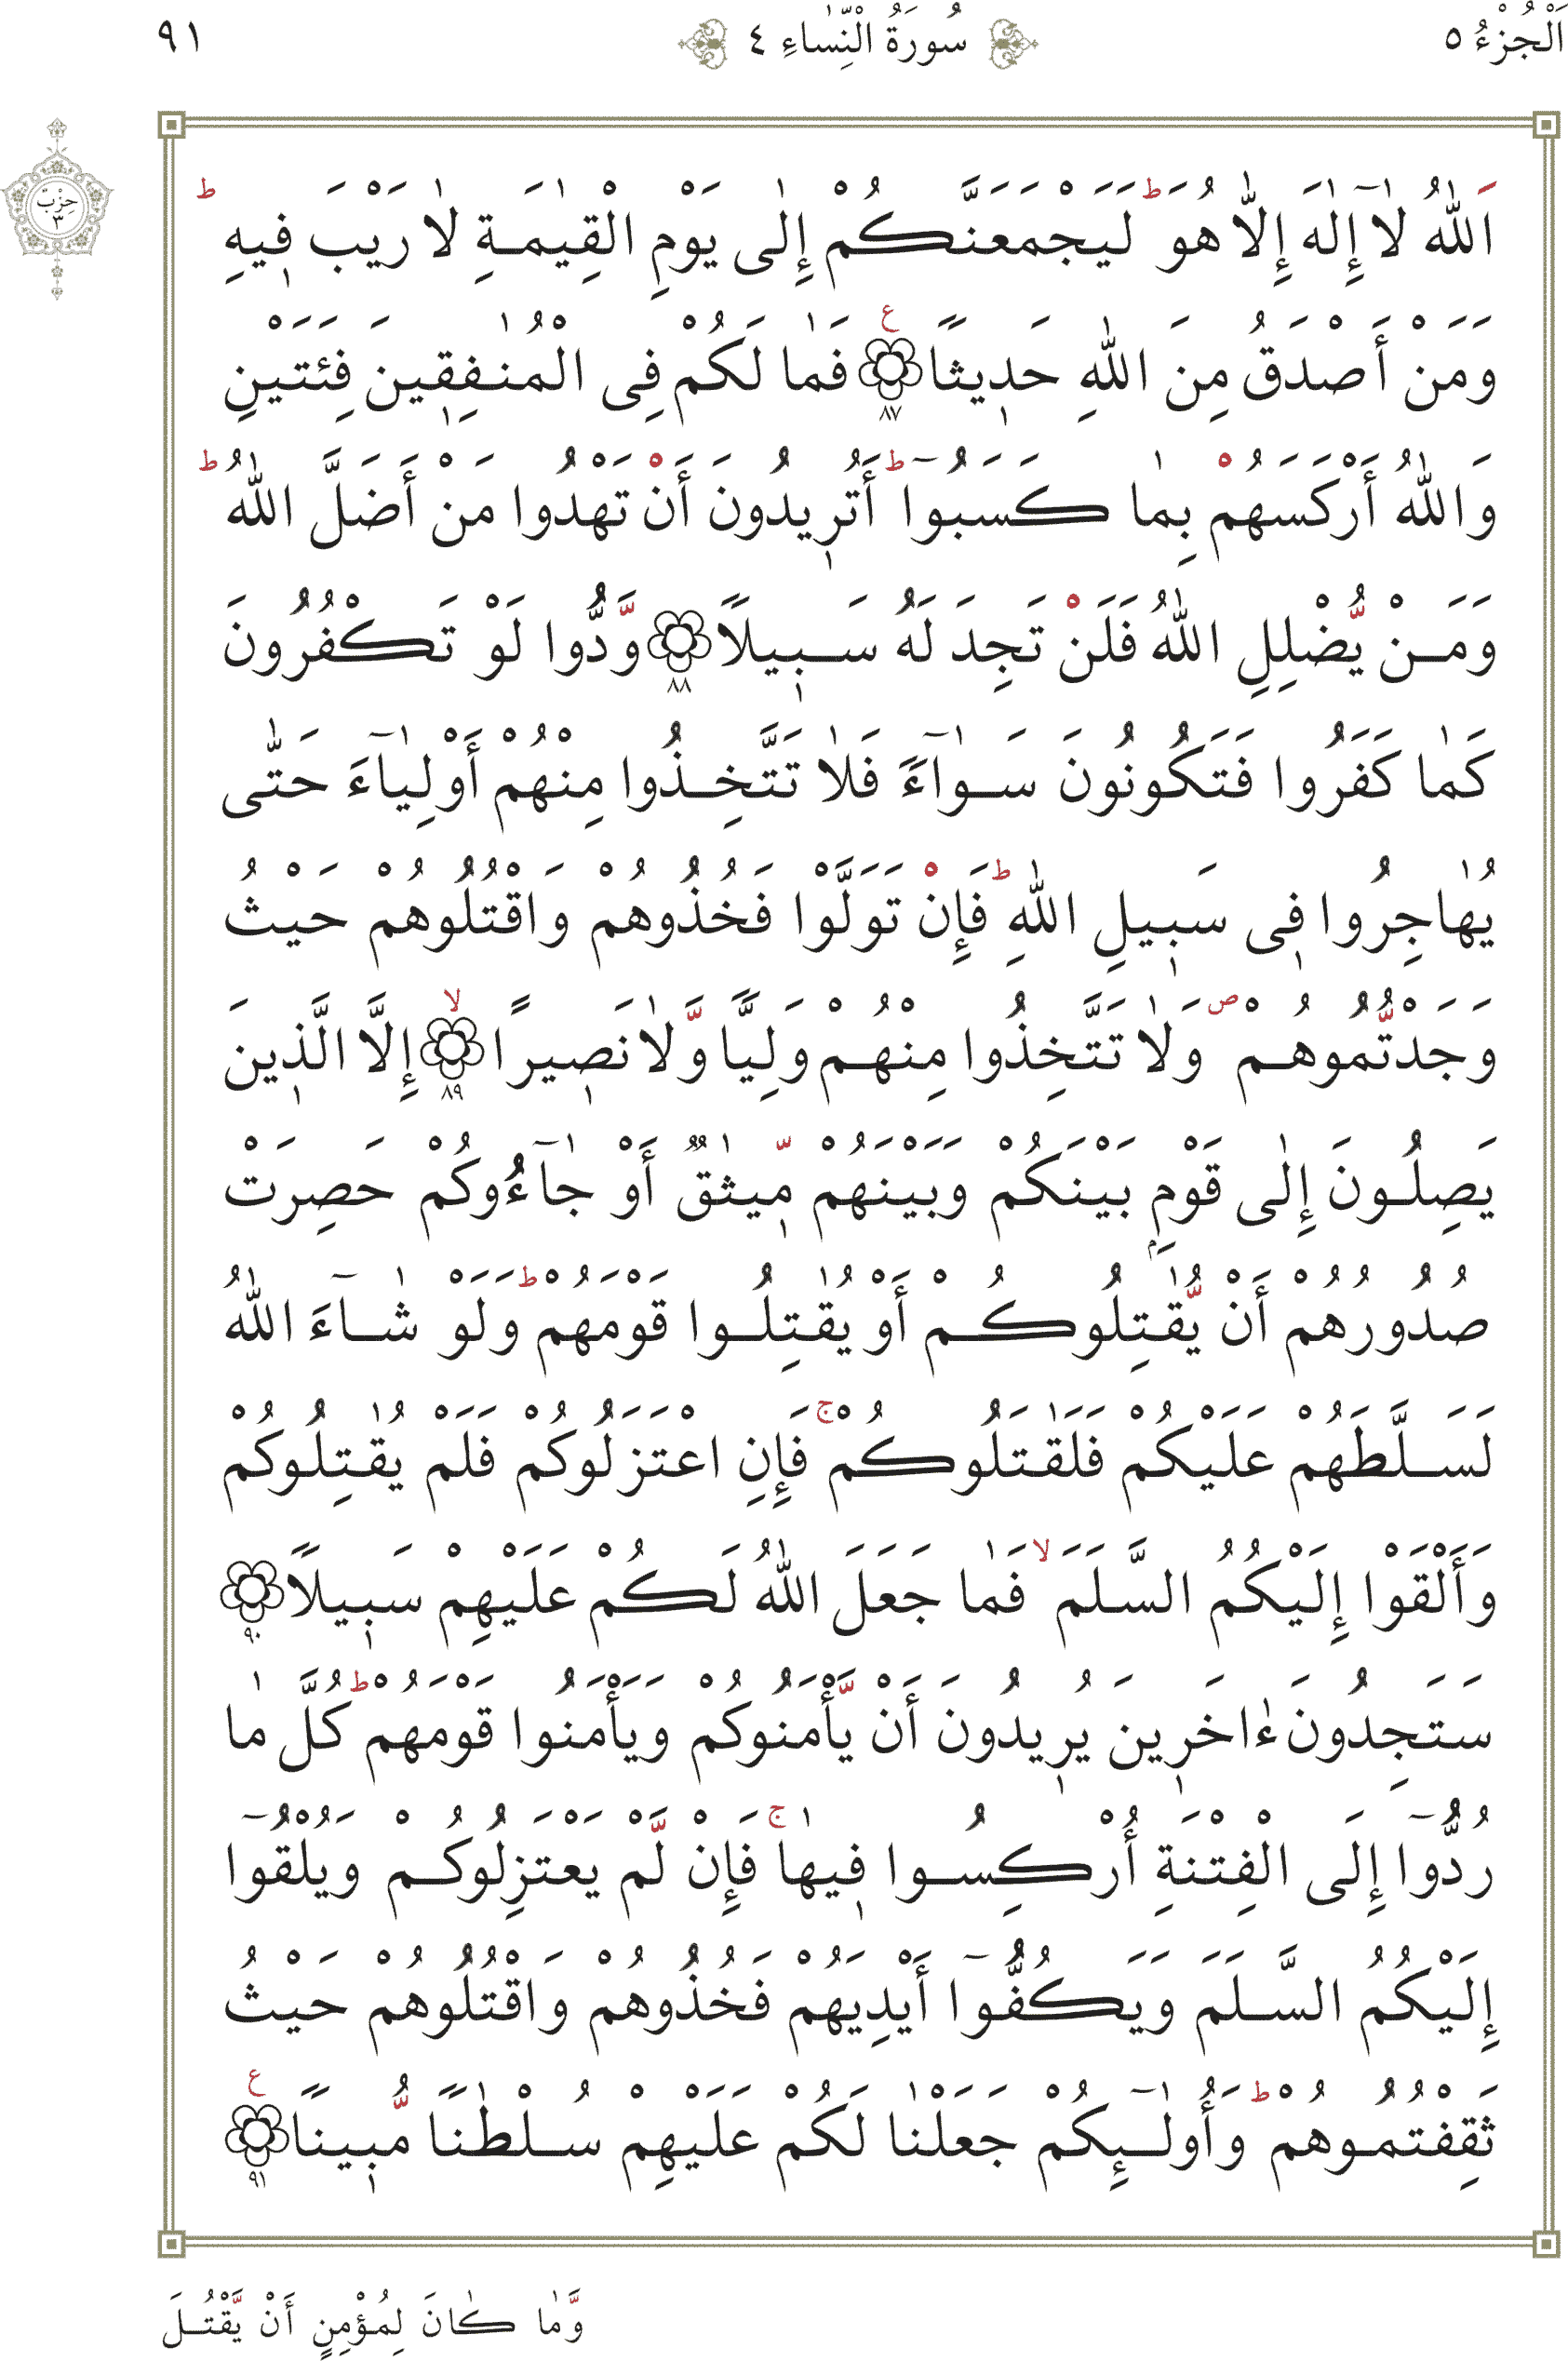 اَلْجُزْءُ ٥ سُورَةُ النِّسَاءِ ٤ ٩١
حِزْبٌ
٣
اَللّٰهُ لَآ إِلٰهَ إِلَّا هُوَ ۭ لَيَجْمَعَنَّكُمْ إِلٰى يَوْمِ الْقِيٰمَةِ لَا رَيْبَ فِيهِ ۭ
وَمَنْ أَصْدَقُ مِنَ اللّٰهِ حَدِيثًا ۝٨٧ ع فَمَا لَكُمْ فِى الْمُنٰفِقِينَ فِئَتَيْنِ
وَاللّٰهُ أَرْكَسَهُمْ بِمَا كَسَبُوٓا ۭ أَتُرِيدُونَ أَنْ تَهْدُوا مَنْ أَضَلَّ اللّٰهُ ۭ
وَمَنْ يُّضْلِلِ اللّٰهُ فَلَنْ تَجِدَ لَهُ سَبِيلًا ۝٨٨ وَدُّوا لَوْ تَكْفُرُونَ
كَمَا كَفَرُوا فَتَكُونُونَ سَوَآءً فَلَا تَتَّخِذُوا مِنْهُمْ أَوْلِيَآءَ حَتّٰى
يُهَاجِرُوا فِى سَبِيلِ اللّٰهِ ۭ فَإِنْ تَوَلَّوْا فَخُذُوهُمْ وَاقْتُلُوهُمْ حَيْثُ
وَجَدْتُّمُوهُمْ ص وَلَا تَتَّخِذُوا مِنْهُمْ وَلِيًّا وَّلَا نَصِيرًا ۝٨٩ لا إِلَّا الَّذِينَ
يَصِلُونَ إِلٰى قَوْمٍۭ بَيْنَكُمْ وَبَيْنَهُمْ مِّيثٰقٌ أَوْ جَآءُوكُمْ حَصِرَتْ
صُدُورُهُمْ أَنْ يُّقٰتِلُوكُمْ أَوْ يُقٰتِلُوا قَوْمَهُمْ ۭ وَلَوْ شَآءَ اللّٰهُ
لَسَلَّطَهُمْ عَلَيْكُمْ فَلَقٰتَلُوكُمْ ج فَإِنِ اعْتَزَلُوكُمْ فَلَمْ يُقٰتِلُوكُمْ
وَأَلْقَوْا إِلَيْكُمُ السَّلَمَ لا فَمَا جَعَلَ اللّٰهُ لَكُمْ عَلَيْهِمْ سَبِيلًا ۝٩٠
سَتَجِدُونَ ءَاخَرِينَ يُرِيدُونَ أَنْ يَّأْمَنُوكُمْ وَيَأْمَنُوا قَوْمَهُمْ ۭ كُلَّ مَا
رُدُّوٓا إِلَى الْفِتْنَةِ أُرْكِسُوا فِيهَا ج فَإِنْ لَّمْ يَعْتَزِلُوكُمْ وَيُلْقُوٓا
إِلَيْكُمُ السَّلَمَ وَيَكُفُّوٓا أَيْدِيَهُمْ فَخُذُوهُمْ وَاقْتُلُوهُمْ حَيْثُ
ثَقِفْتُمُوهُمْ ۭ وَأُولٰٓئِكُمْ جَعَلْنَا لَكُمْ عَلَيْهِمْ سُلْطٰنًا مُّبِينًا ۝٩١ ع
وَّمَا كَانَ لِمُؤْمِنٍ أَنْ يَّقْتُلَ